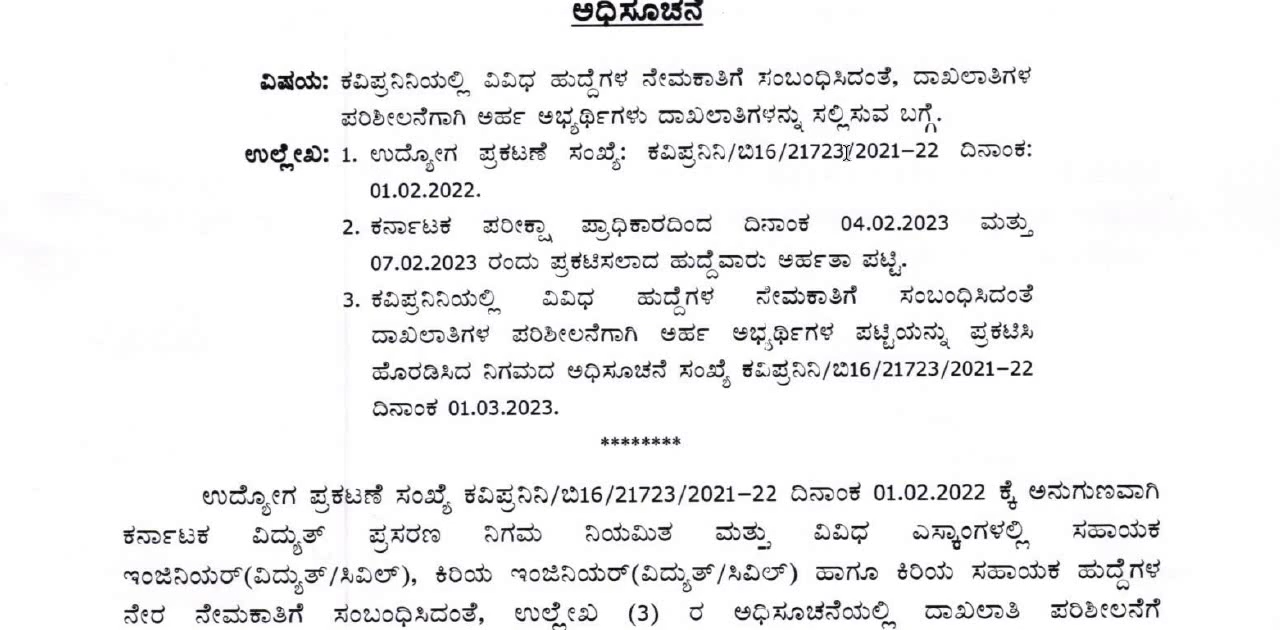 ಅಧಿಸೂಚನೆ
ವಿಷಯ: ಕವಿಪ್ರನಿನಿಯಲ್ಲಿ ವಿವಿಧ ಹುದ್ದೆಗಳ ನೇಮಕಾತಿಗೆ ಸಂಬಂಧಿಸಿದಂತೆ, ದಾಖಲಾತಿಗಳ
ಪರಿಶೀಲನೆಗಾಗಿ ಅರ್ಹ ಅಭ್ಯರ್ಥಿಗಳು ದಾಖಲಾತಿಗಳನ್ನು ಸಲ್ಲಿಸುವ ಬಗ್ಗೆ.
ಉಲ್ಲೇಖ: 1. ಉದ್ಯೋಗ ಪ್ರಕಟಣೆ ಸಂಖ್ಯೆ: ಕವಿಪ್ರನಿನಿ/ಬಿ16/21723/2021–22 ದಿನಾಂಕ:
01.02.2022.
2. ಕರ್ನಾಟಕ ಪರೀಕ್ಷಾ ಪ್ರಾಧಿಕಾರದಿಂದ ದಿನಾಂಕ 04.02.2023 ಮತ್ತು
07.02.2023 ರಂದು ಪ್ರಕಟಿಸಲಾದ ಹುದ್ದೆವಾರು ಅರ್ಹತಾ ಪಟ್ಟಿ.
3. ಕವಿಪ್ರನಿನಿಯಲ್ಲಿ ವಿವಿಧ ಹುದ್ದೆಗಳ ನೇಮಕಾತಿಗೆ ಸಂಬಂಧಿಸಿದಂತೆ
ದಾಖಲಾತಿಗಳ ಪರಿಶೀಲನೆಗಾಗಿ ಅರ್ಹ ಅಭ್ಯರ್ಥಿಗಳ ಪಟ್ಟಿಯನ್ನು ಪ್ರಕಟಿಸಿ
ಹೊರಡಿಸಿದ ನಿಗಮದ ಅಧಿಸೂಚನೆ ಸಂಖ್ಯೆ ಕವಿಪ್ರನಿನಿ/ಬಿ16/21723/2021–22
ದಿನಾಂಕ 01.03.2023.
********
ಉದ್ಯೋಗ ಪ್ರಕಟಣೆ ಸಂಖ್ಯೆ ಕವಿಪ್ರನಿನಿ/ಬಿ16/21723/2021–22 ದಿನಾಂಕ 01.02.2022 ಕ್ಕೆ ಅನುಗುಣವಾಗಿ
ಕರ್ನಾಟಕ ವಿದ್ಯುತ್ ಪ್ರಸರಣ ನಿಗಮ ನಿಯಮಿತ ಮತ್ತು ವಿವಿಧ ಎಸ್ಕಾಂಗಳಲ್ಲಿ ಸಹಾಯಕ
ಇಂಜಿನಿಯರ್(ವಿದ್ಯುತ್/ಸಿವಿಲ್), ಕಿರಿಯ ಇಂಜಿನಿಯರ್(ವಿದ್ಯುತ್/ಸಿವಿಲ್) ಹಾಗೂ ಕಿರಿಯ ಸಹಾಯಕ ಹುದ್ದೆಗಳ
ನೇರ ನೇಮಕಾತಿಗೆ ಸಂಬಂಧಿಸಿದಂತೆ, ಉಲ್ಲೇಖ (3) ರ ಅಧಿಸೂಚನೆಯಲ್ಲಿ ದಾಖಲಾತಿ ಪರಿಶೀಲನೆಗೆ